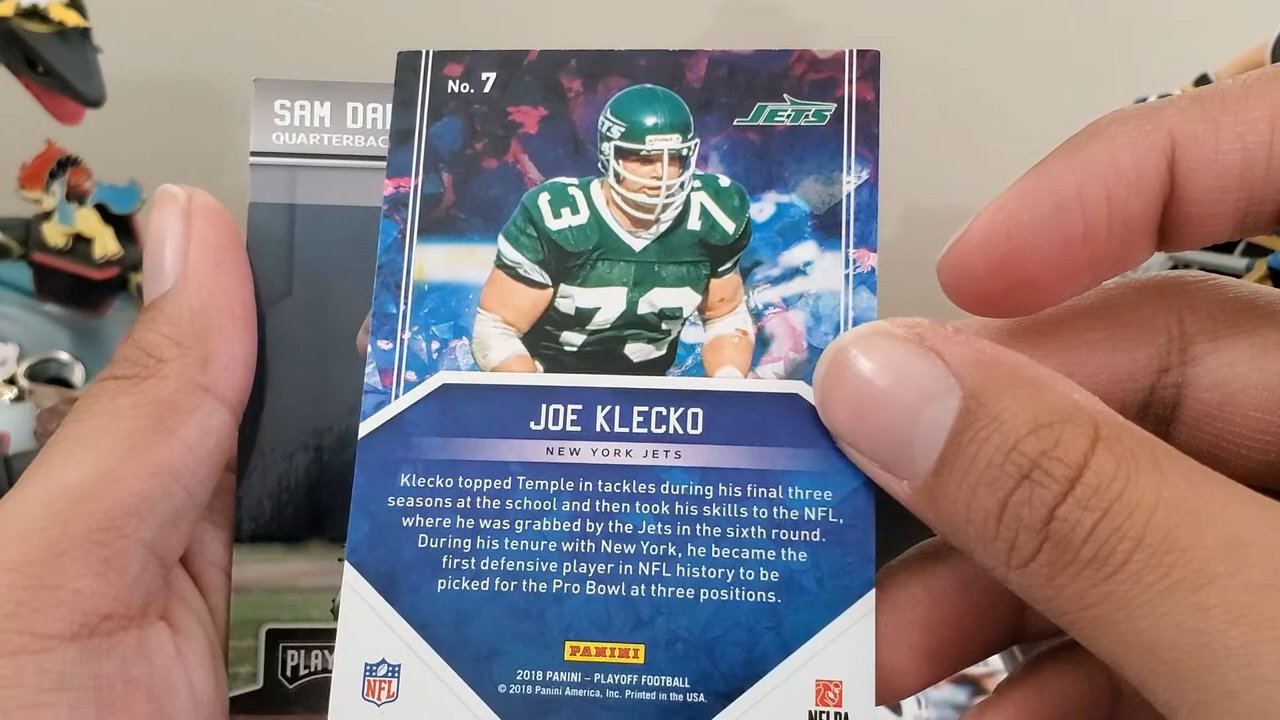 SAM DA
QUARTERBAC
No. 7
JETS
JETS
73
73
JOE KLECKO
NEW YORK JETS
Klecko topped Temple in tackles during his final three
seasons at the school and then took his skills to the NFL,
where he was grabbed by the Jets in the sixth round.
During his tenure with New York, he became the
first defensive player in NFL history to be
picked for the Pro Bowl at three positions.
PANINI
2018 PANINI – PLAYOFF FOOTBALL
© 2018 Panini America, Inc. Printed in the USA.
NFL
NFLPA
PLAY